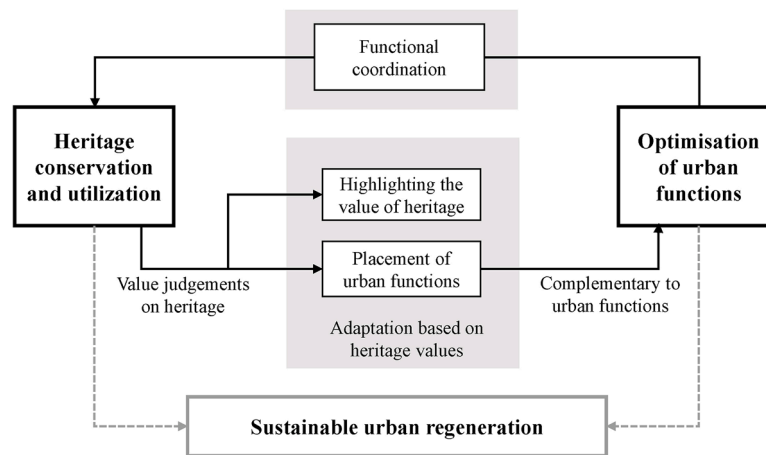 Functional
coordination
Heritage
conservation
and utilization
Optimisation
of urban
functions
Highlighting the
value of heritage
Placement of
urban functions
Value judgements
on heritage
Complementary to
urban functions
Adaptation based on
heritage values
Sustainable urban regeneration